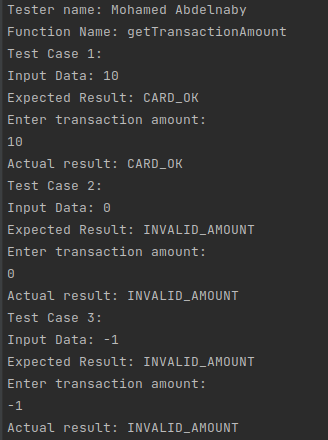 Tester name: Mohamed Abdelnaby
Function Name: getTransactionAmount
Test Case 1:
Input Data: 10
Expected Result: CARD_OK
Enter transaction amount:
10
Actual result: CARD_OK
Test Case 2:
Input Data: 0
Expected Result: INVALID_AMOUNT
Enter transaction amount:
0
Actual result: INVALID_AMOUNT
Test Case 3:
Input Data: -1
Expected Result: INVALID_AMOUNT
Enter transaction amount:
-1
Actual result: INVALID_AMOUNT